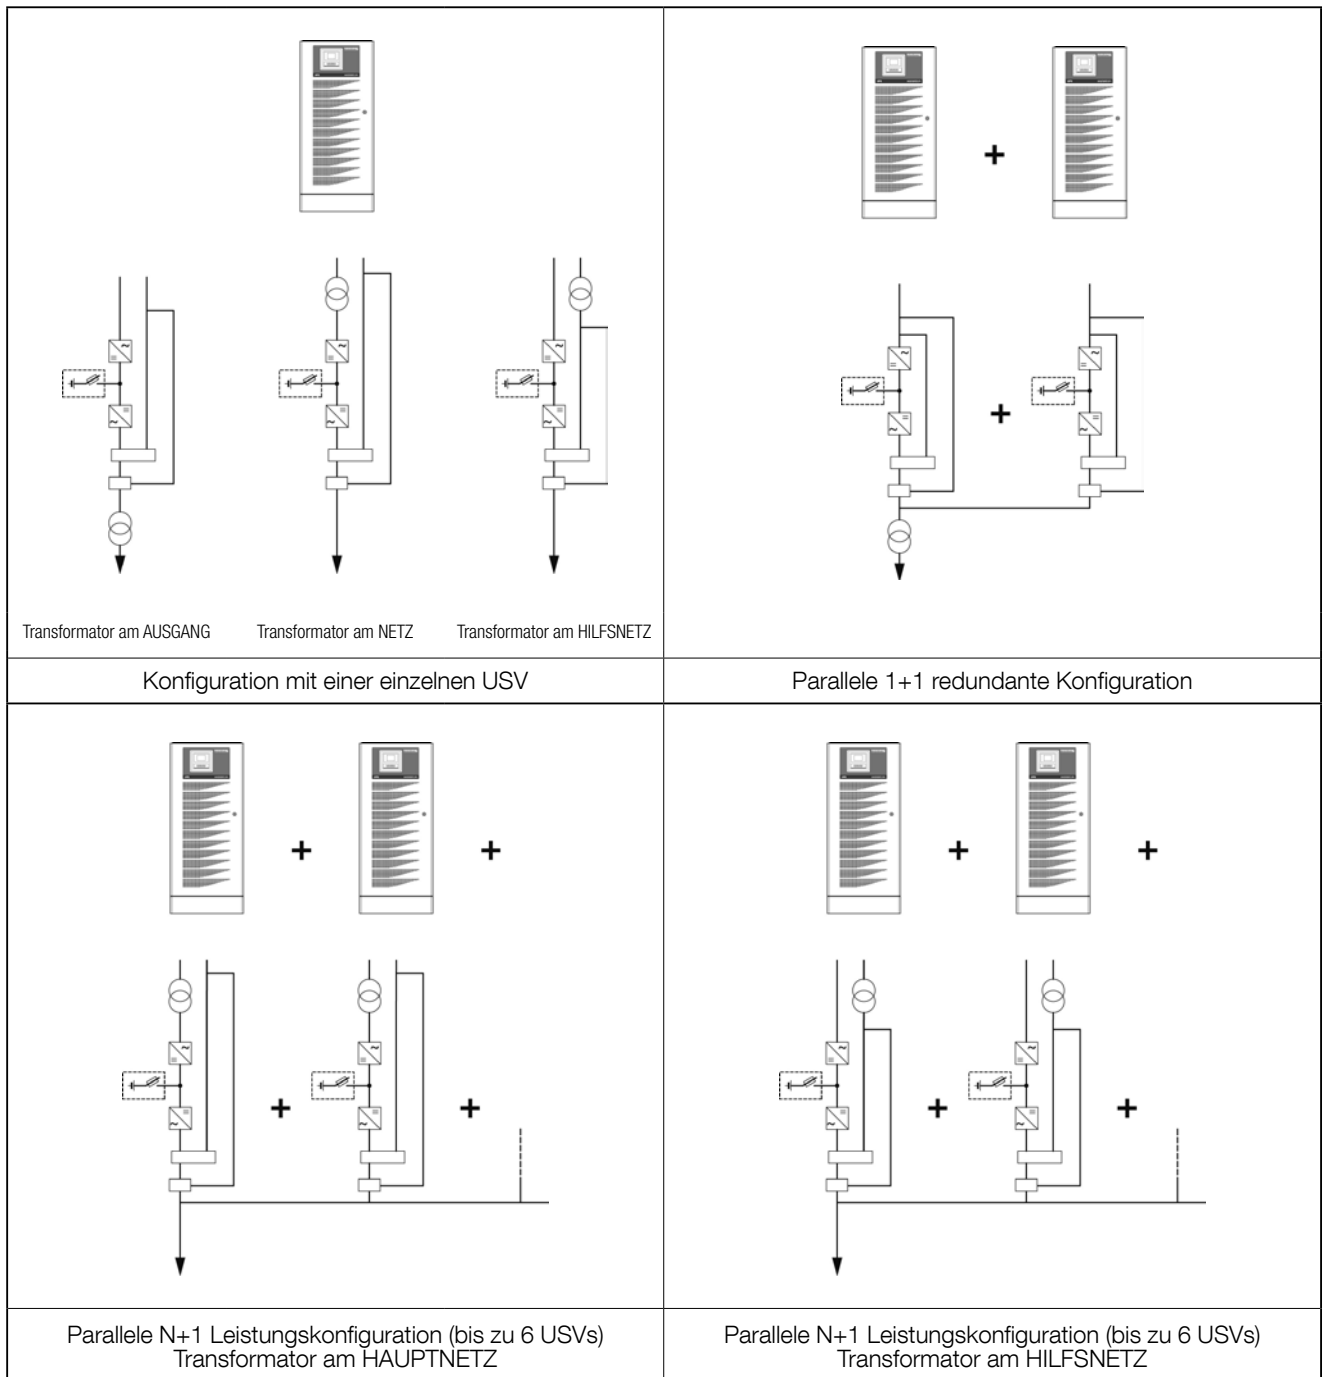 Transformator am AUSGANG
Transformator am NETZ
Transformator am HILFSNETZ
Konfiguration mit einer einzelnen USV
Parallele 1+1 redundante Konfiguration
Parallele N+1 Leistungskonfiguration (bis zu 6 USVs)
Transformator am HAUPTNETZ
Parallele N+1 Leistungskonfiguration (bis zu 6 USVs)
Transformator am HILFSNETZ